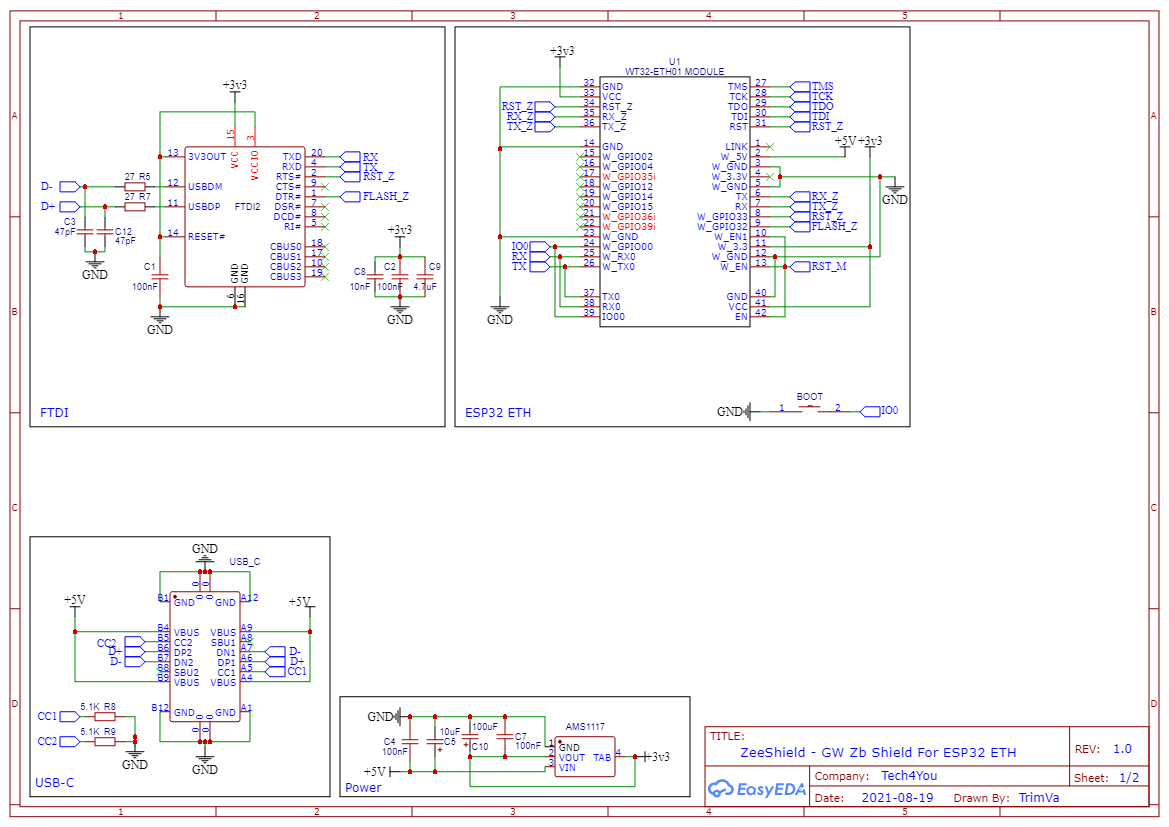 1 2 3 4 5
A A
B B
C C
D D
+3v3
15
3
VCC
VCCIO
13 3V3OUT
12 USBDM
11 USBDP
14 RESET#
FTDI2
TXD 20 RX
RXD 4 TX
RTS# 2 RST_Z
CTS# 9
DTR# 1 FLASH_Z
DSR# 7
DCD# 8
RI# 5
CBUS0 18
CBUS1 17
CBUS2 10
CBUS3 19
GND
GND
6
16
D-
27 R6
D+
27 R7
C3
47pF
C12
47pF
GND
C1
100nF
GND
+3v3
C8
10nF
C2
100nF
C9
4.7uF
GND
FTDI
+3v3
U1
WT32-ETH01 MODULE
32 GND
33 VCC
RST_Z 34 RST_Z
RX_Z 35 RX_Z
TX_Z 36 TX_Z
14 GND
15 W_GPIO02
16 W_GPIO04
17 W_GPIO35i
18 W_GPIO12
19 W_GPIO14
20 W_GPIO15
21 W_GPIO36i
22 W_GPIO39i
23 W_GND
IO0 24 W_GPIO00
RX 25 W_RX0
TX 26 W_TX0
37 TX0
38 RX0
39 IO00
GND
TMS 27 TMS
TCK 28 TCK
TDO 29 TDO
TDI 30 TDI
RST 31 RST_Z
LINK 1
W_5V 2
W_GND 3
W_3.3V 4
W_GND 5
TX 6 RX_Z
RX 7 TX_Z
W_GPIO33 8 RST_Z
W_GPIO32 9 FLASH_Z
W_EN1 10
W_3.3 11
W_GND 12
W_EN 13 RST_M
GND 40
VCC 41
EN 42
+5V +3v3
GND
GND 1 BOOT 2 IO0
ESP32 ETH
GND
USB_C
0 0
B1 GND GND A12
+5V +5V
B4 VBUS VBUS A9
CC2 B5 CC2 SBU1 A8
D+ B6 DP2 DN1 A7 D-
D- B7 DN2 DP1 A6 D+
B8 SBU2 CC1 A5 CC1
B9 VBUS VBUS A4
B12 GND GND A1
0 0
GND
CC1 5.1K R8
CC2 5.1K R9
GND
USB-C
GND
C4
100nF
10uF
C5
+
100uF
C10
+
C7
100nF
AMS1117
1 GND
2 VOUT TAB 4 +3v3
3 VIN
+5V
Power
TITLE:
ZeeShield - GW Zb Shield For ESP32 ETH
REV: 1.0
EasyEDA
Company: Tech4You
Sheet: 1/2
Date: 2021-08-19 Drawn By: TrimVa
1 2 3 4 5